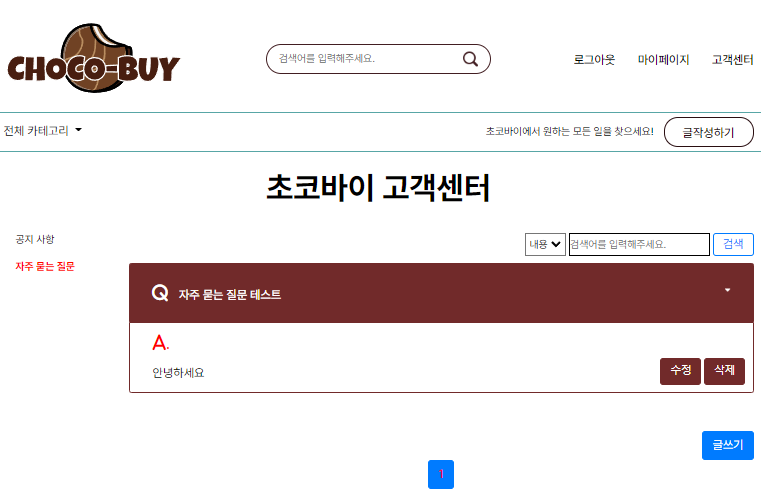 CHOCO-BUY
검색어를 입력해주세요.
로그아웃 마이페이지 고객센터
전체 카테고리
초코바이에서 원하는 모든 일을 찾으세요!
글작성하기
초코바이 고객센터
공지 사항
자주 묻는 질문
내용 검색어를 입력해주세요. 검색
Q 자주 묻는 질문 테스트
A.
안녕하세요
수정 삭제
글쓰기
1